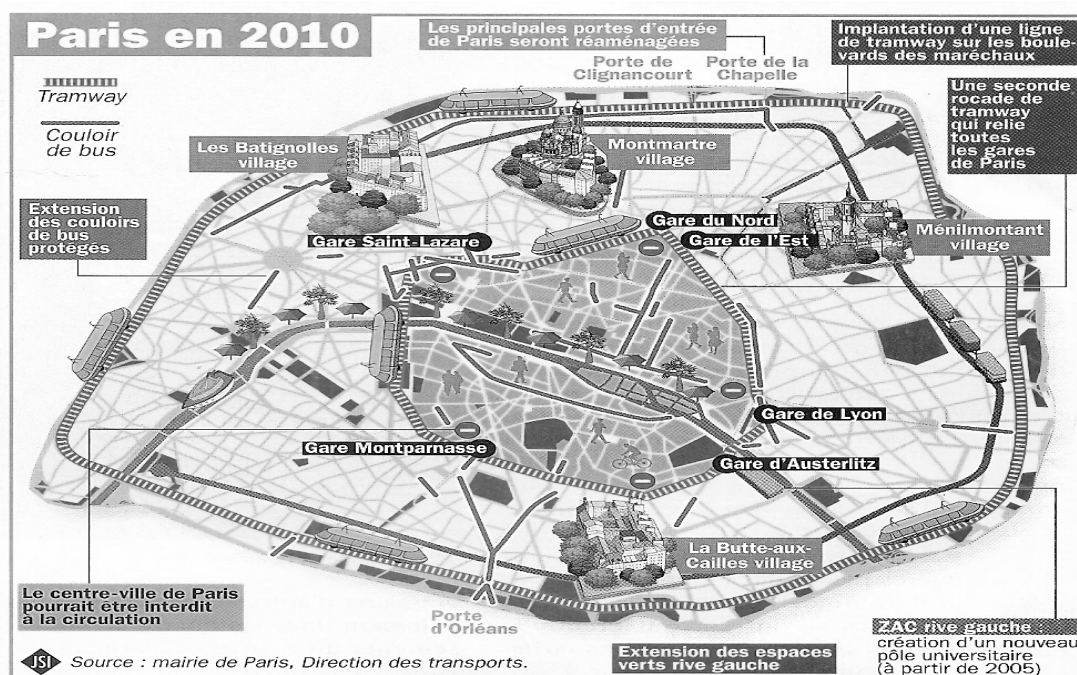 Paris en 2010
Les principales portes d'entrée
de Paris seront réaménagées
Implantation d'une ligne
de tramway sur les boule-
vards des maréchaux
Porte de
Clignancourt
Porte de la
Chapelle
Tramway
Couloir
de bus
Une seconde
rocade de
tramway
qui relie
toutes
les gares
de Paris
Les Batignolles
village
Montmartre
village
Extension
des couloirs
de bus
protégés
Gare du Nord
Gare Saint-Lazare
Gare de l'Est
Ménilmontant
village
Gare de Lyon
Gare Montparnasse
Gare d'Austerlitz
La Butte-aux-
Cailles village
Le centre-ville de Paris
pourrait être interdit
à la circulation
Porte
d'Orléans
ZAC rive gauche
création d'un nouveau
pôle universitaire
(à partir de 2005)
Extension des espaces
verts rive gauche
JSI Source : mairie de Paris, Direction des transports.